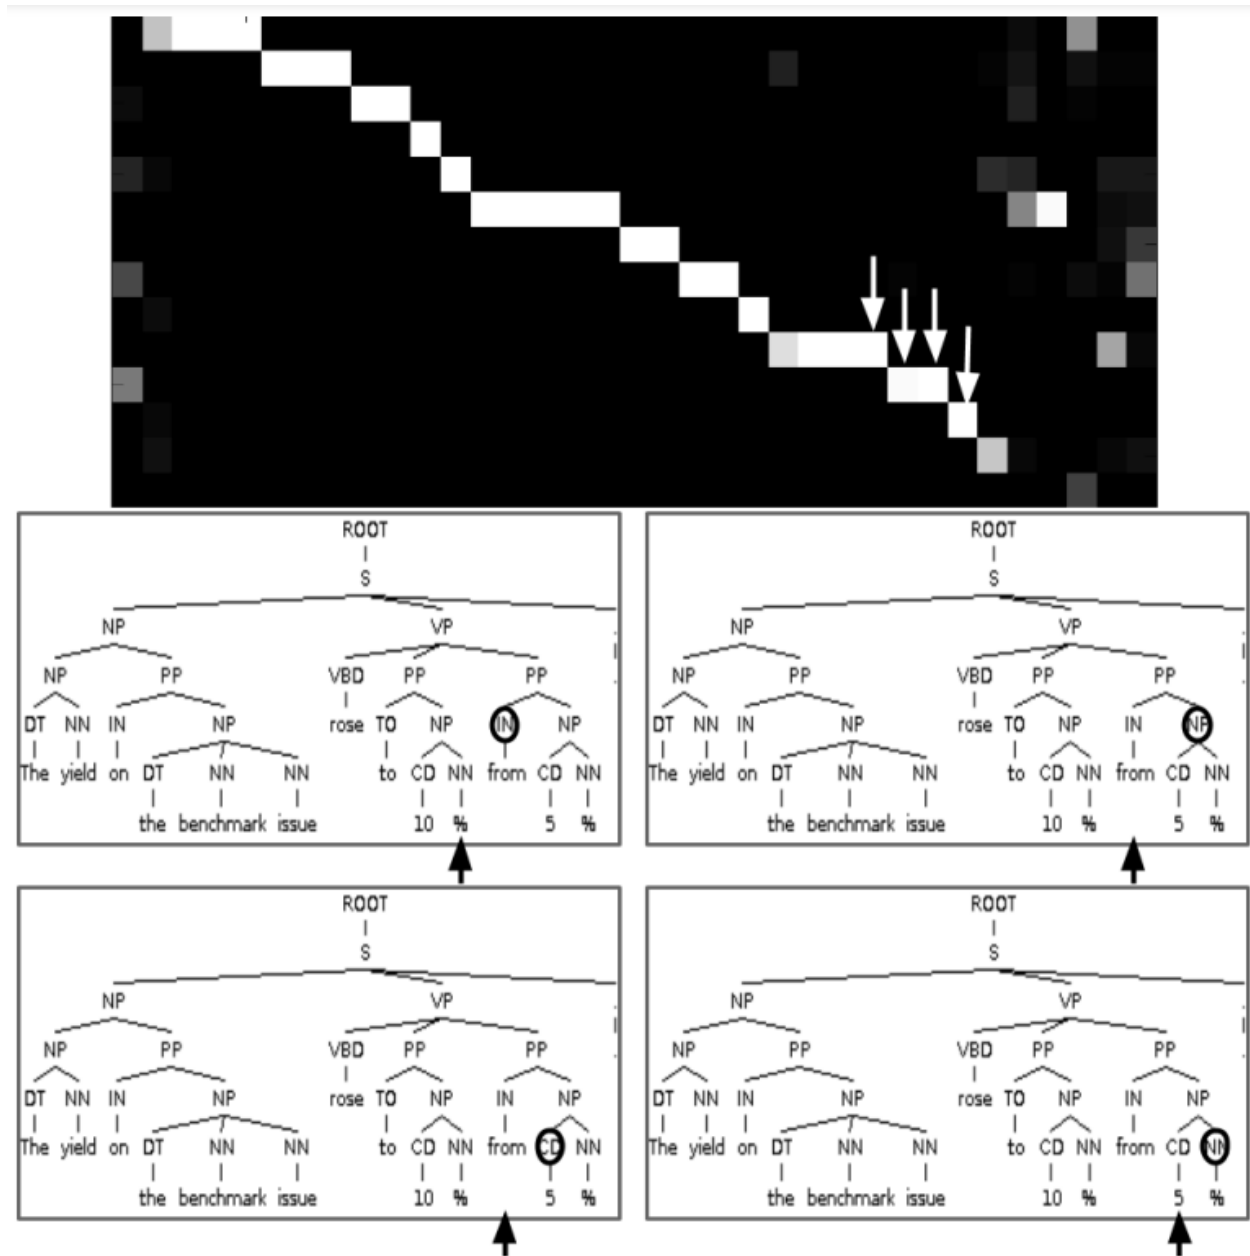 ROOT
S
NP VP .
NP PP VBD PP PP
DT NN IN NP rose TO NP IN NP
The yield on DT NN NN to CD NN from CD NN
the benchmark issue 10 % 5 %
ROOT
S
NP VP .
NP PP VBD PP PP
DT NN IN NP rose TO NP IN NP
The yield on DT NN NN to CD NN from CD NN
the benchmark issue 10 % 5 %
ROOT
S
NP VP .
NP PP VBD PP PP
DT NN IN NP rose TO NP IN NP
The yield on DT NN NN to CD NN from CD NN
the benchmark issue 10 % 5 %
ROOT
S
NP VP .
NP PP VBD PP PP
DT NN IN NP rose TO NP IN NP
The yield on DT NN NN to CD NN from CD NN
the benchmark issue 10 % 5 %